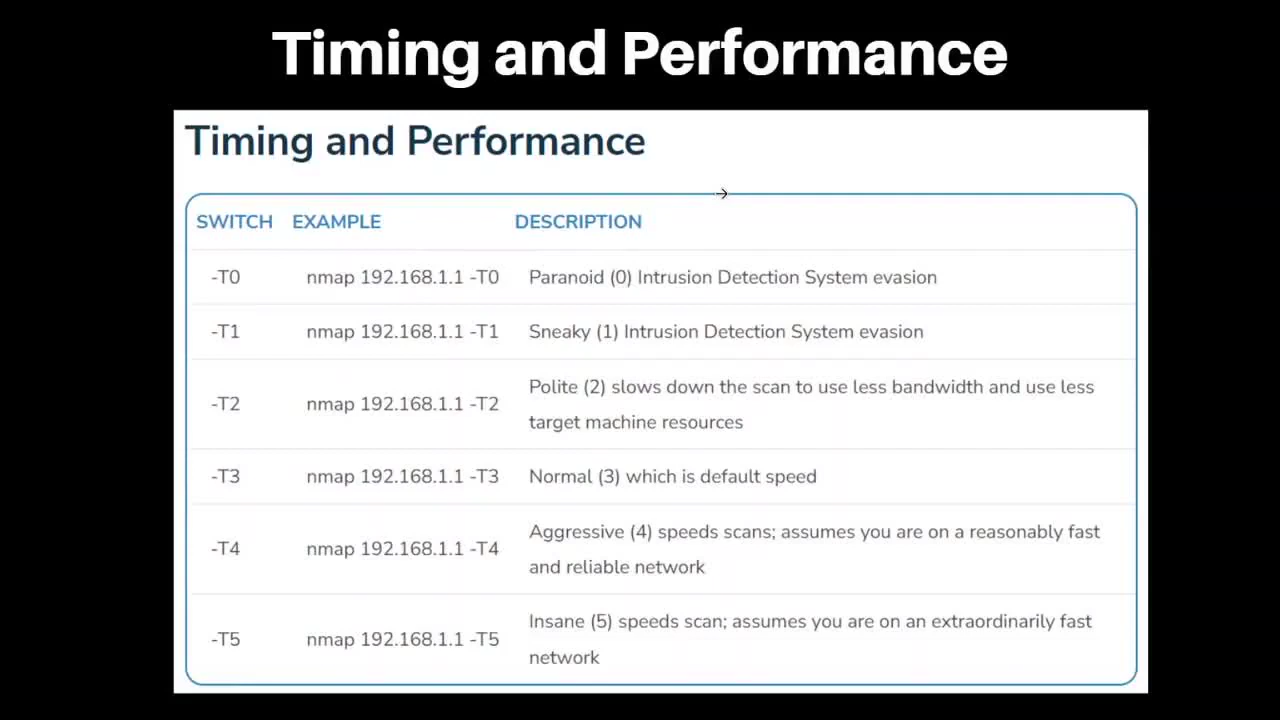 Timing and Performance
Timing and Performance
SWITCH EXAMPLE DESCRIPTION
-T0 nmap 192.168.1.1 -T0 Paranoid (0) Intrusion Detection System evasion
-T1 nmap 192.168.1.1 -T1 Sneaky (1) Intrusion Detection System evasion
-T2 nmap 192.168.1.1 -T2 Polite (2) slows down the scan to use less bandwidth and use less
target machine resources
-T3 nmap 192.168.1.1 -T3 Normal (3) which is default speed
-T4 nmap 192.168.1.1 -T4 Aggressive (4) speeds scans; assumes you are on a reasonably fast
and reliable network
-T5 nmap 192.168.1.1 -T5 Insane (5) speeds scan; assumes you are on an extraordinarily fast
network